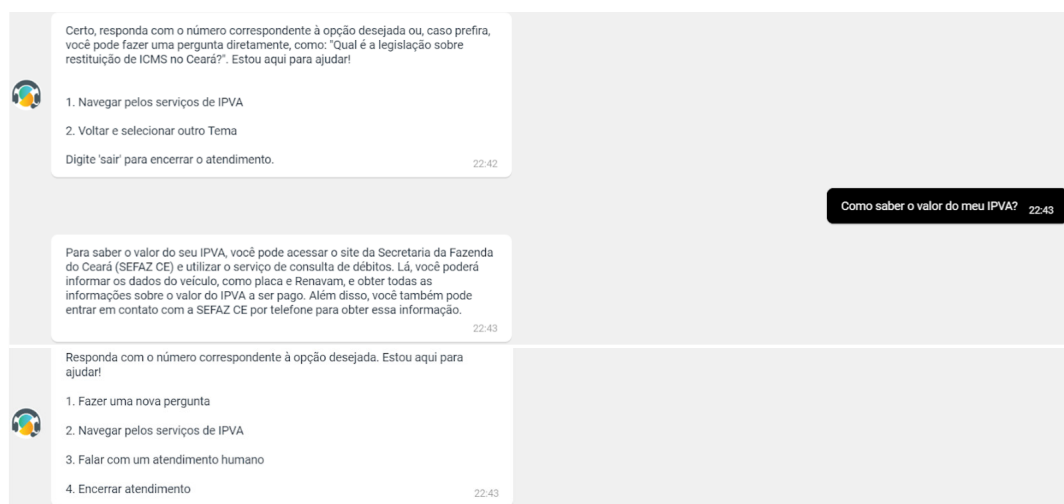 Certo, responda com o número correspondente à opção desejada ou, caso prefira,
você pode fazer uma pergunta diretamente, como: "Qual é a legislação sobre
restituição de ICMS no Ceará?". Estou aqui para ajudar!
1. Navegar pelos serviços de IPVA
2. Voltar e selecionar outro Tema
Digite 'sair' para encerrar o atendimento.
22:42
Como saber o valor do meu IPVA? 22:43
Para saber o valor do seu IPVA, você pode acessar o site da Secretaria da Fazenda
do Ceará (SEFAZ CE) e utilizar o serviço de consulta de débitos. Lá, você poderá
informar os dados do veículo, como placa e Renavam, e obter todas as
informações sobre o valor do IPVA a ser pago. Além disso, você também pode
entrar em contato com a SEFAZ CE por telefone para obter essa informação.
22:43
Responda com o número correspondente à opção desejada. Estou aqui para
ajudar!
1. Fazer uma nova pergunta
2. Navegar pelos serviços de IPVA
3. Falar com um atendimento humano
4. Encerrar atendimento
22:43